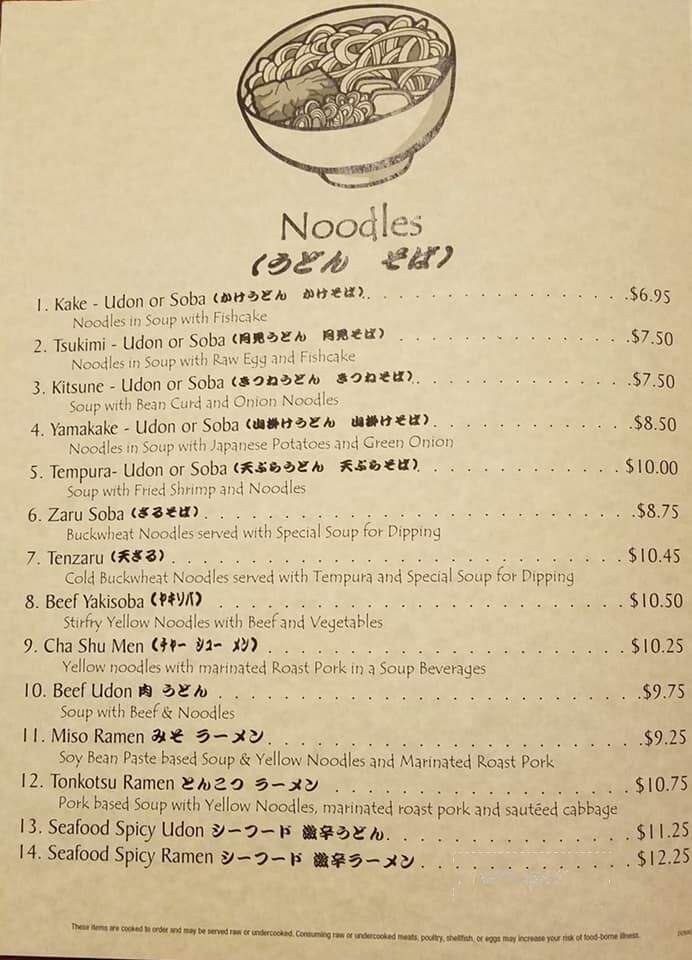 Noodles
(うどん そば)
1. Kake - Udon or Soba (かけうどん かけそば). . . . . . . . . . . . . . . . .$6.95
Noodles in Soup with Fishcake
2. Tsukimi - Udon or Soba (月見うどん 月見そば) . . . . . . . . . . . . . . . $7.50
Noodles in Soup with Raw Egg and Fishcake
3. Kitsune - Udon or Soba (きつねうどん きつねそば). . . . . . . . . . . . . .$7.50
Soup with Bean Curd and Onion Noodles
4. Yamakake - Udon or Soba (山掛けうどん 山掛けそば) . . . . . . . . . . . . .$8.50
Noodles in Soup with Japanese Potatoes and Green Onion
5. Tempura- Udon or Soba (天ぷらうどん 天ぷらそば). . . . . . . . . . . . . $10.00
Soup with Fried Shrimp and Noodles
6. Zaru Soba (ざるそば). . . . . . . . . . . . . . . . . . . . . . . . .$8.75
Buckwheat Noodles served with Special Soup for Dipping
7. Tenzaru (天ざる). . . . . . . . . . . . . . . . . . . . . . . . . . $10.45
Cold Buckwheat Noodles served with Tempura and Special Soup for Dipping
8. Beef Yakisoba (ヤキソバ) . . . . . . . . . . . . . . . . . . . . . . . $10.50
Stirfry Yellow Noodles with Beef and Vegetables
9. Cha Shu Men (チャー シュー メン) . . . . . . . . . . . . . . . . . . . . $10.25
Yellow noodles with marinated Roast Pork in a Soup Beverages
10. Beef Udon 肉 うどん . . . . . . . . . . . . . . . . . . . . . . . .$9.75
Soup with Beef & Noodles
11. Miso Ramen みそ ラーメン. . . . . . . . . . . . . . . . . . . . . .$9.25
Soy Bean Paste based Soup & Yellow Noodles and Marinated Roast Pork
12. Tonkotsu Ramen とんこつ ラーメン . . . . . . . . . . . . . . . . . . $10.75
Pork based Soup with Yellow Noodles, marinated roast pork and sautéed cabbage
13. Seafood Spicy Udon シーフード 激辛うどん. . . . . . . . . . . . . . . $11.25
14. Seafood Spicy Ramen シーフード 激辛ラーメン . . . . . . . . . . . . . $12.25
These items are cooked to order and may be served raw or undercooked. Consuming raw or undercooked meats, poultry, shellfish, or eggs may increase your risk of food-borne illness.